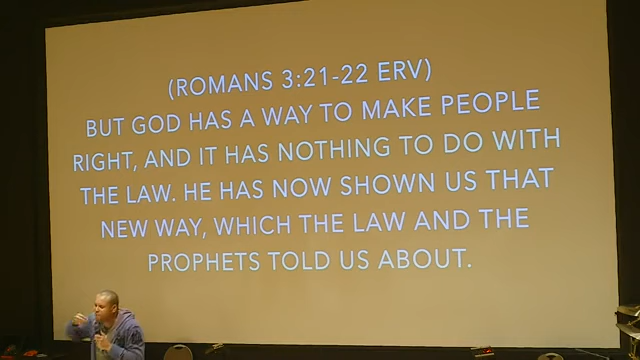 (ROMANS 3:21-22 ERV)
BUT GOD HAS A WAY TO MAKE PEOPLE
RIGHT, AND IT HAS NOTHING TO DO WITH
THE LAW. HE HAS NOW SHOWN US THAT
NEW WAY, WHICH THE LAW AND THE
PROPHETS TOLD US ABOUT.